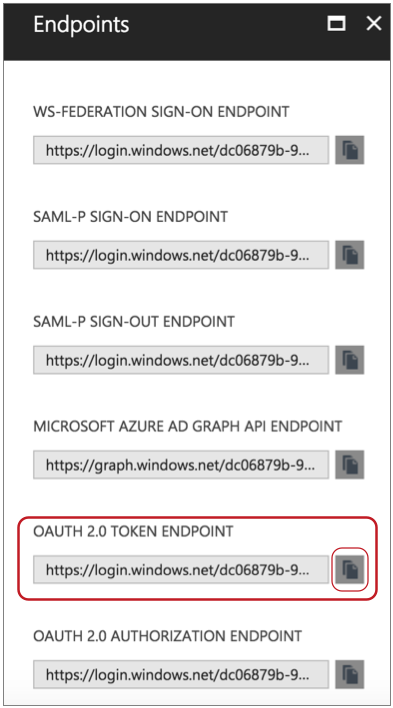 Endpoints
WS-FEDERATION SIGN-ON ENDPOINT
https://login.windows.net/dc06879b-9...
SAML-P SIGN-ON ENDPOINT
https://login.windows.net/dc06879b-9...
SAML-P SIGN-OUT ENDPOINT
https://login.windows.net/dc06879b-9...
MICROSOFT AZURE AD GRAPH API ENDPOINT
https://graph.windows.net/dc06879b-9...
OAUTH 2.0 TOKEN ENDPOINT
https://login.windows.net/dc06879b-9...
OAUTH 2.0 AUTHORIZATION ENDPOINT
https://login.windows.net/dc06879b-9...